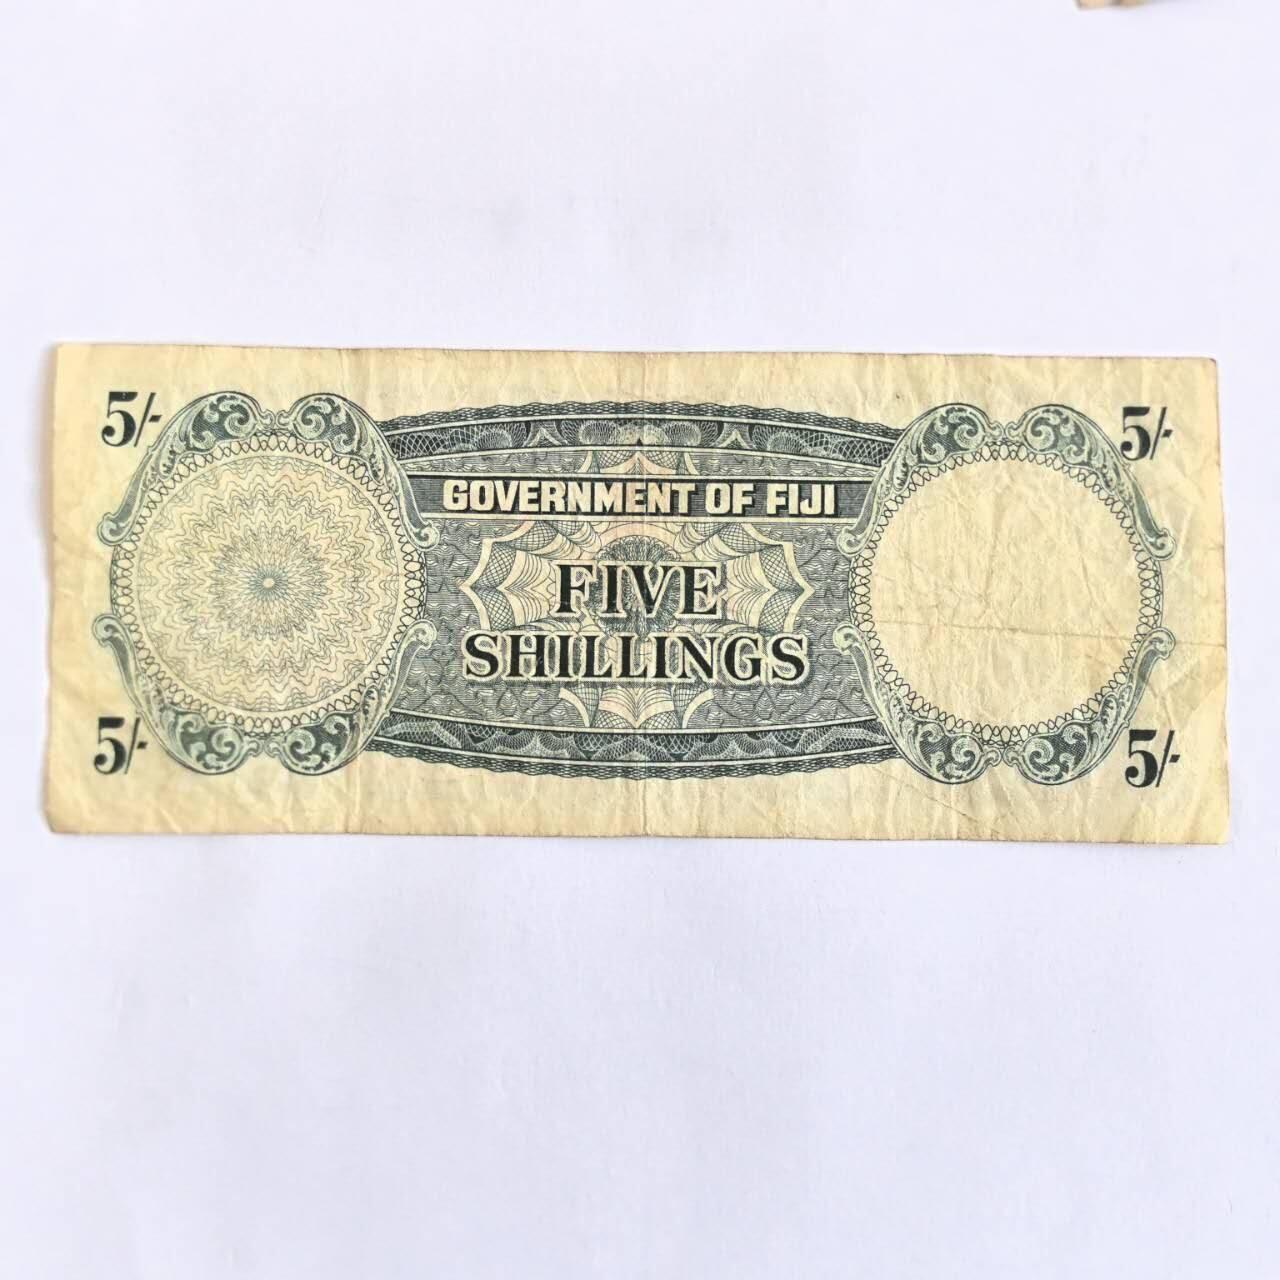 5/- 5/-
GOVERNMENT OF FIJI
FIVE
SHILLINGS
5/- 5/-